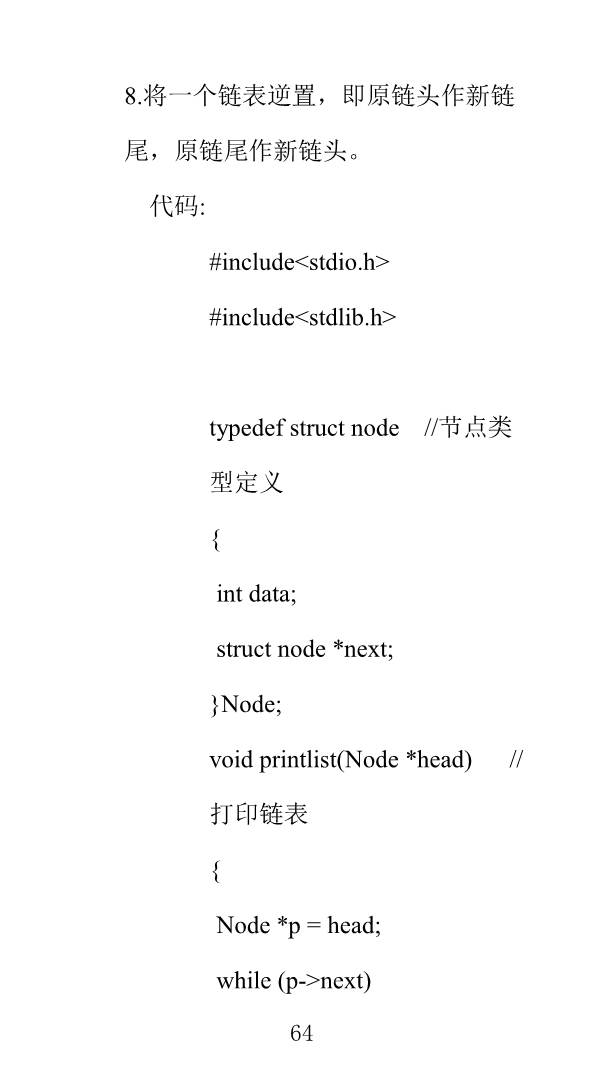 8.将一个链表逆置，即原链头作新链
尾，原链尾作新链头。
代码:
#include<stdio.h>
#include<stdlib.h>
typedef struct node //节点类
型定义
{
int data;
struct node *next;
}Node;
void printlist(Node *head) //
打印链表
{
Node *p = head;
while (p->next)
64